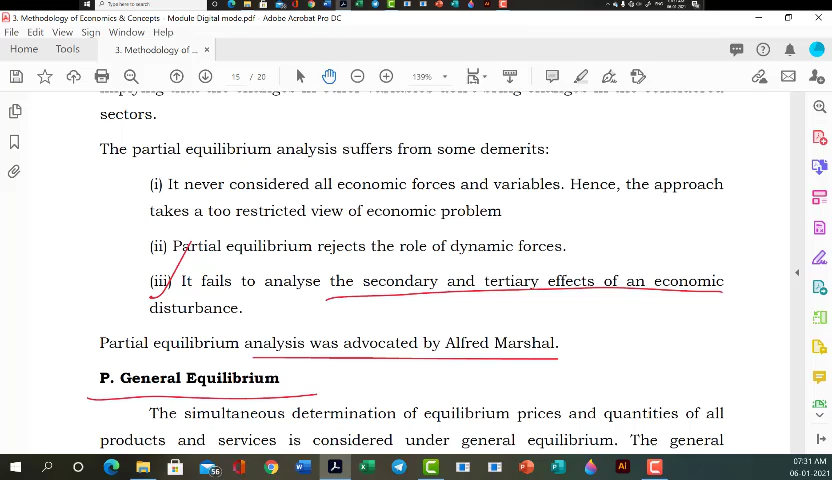 Type here to search
3. Methodology of Economics & Concepts - Module Digital mode.pdf - Adobe Acrobat Pro DC
File Edit View Sign Window Help
Home Tools 3. Methodology of ... ×
15 / 20 139%
sectors.
The partial equilibrium analysis suffers from some demerits:
(i) It never considered all economic forces and variables. Hence, the approach
takes a too restricted view of economic problem
(ii) Partial equilibrium rejects the role of dynamic forces.
(iii) It fails to analyse the secondary and tertiary effects of an economic
disturbance.
Partial equilibrium analysis was advocated by Alfred Marshal.
P. General Equilibrium
The simultaneous determination of equilibrium prices and quantities of all
products and services is considered under general equilibrium. The general
56
07:31 AM
06-01-2021